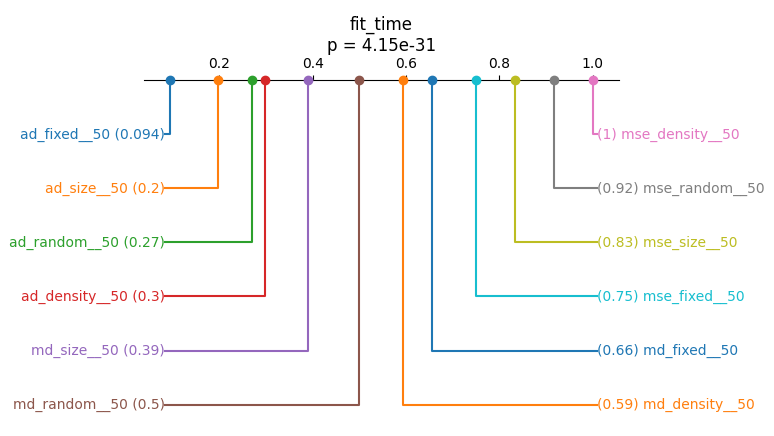 fit_time
p = 4.15e-31
0.2 0.4 0.6 0.8 1.0
ad_fixed__50 (0.094) (1) mse_density__50
ad_size__50 (0.2) (0.92) mse_random__50
ad_random__50 (0.27) (0.83) mse_size__50
ad_density__50 (0.3) (0.75) mse_fixed__50
md_size__50 (0.39) (0.66) md_fixed__50
md_random__50 (0.5) (0.59) md_density__50